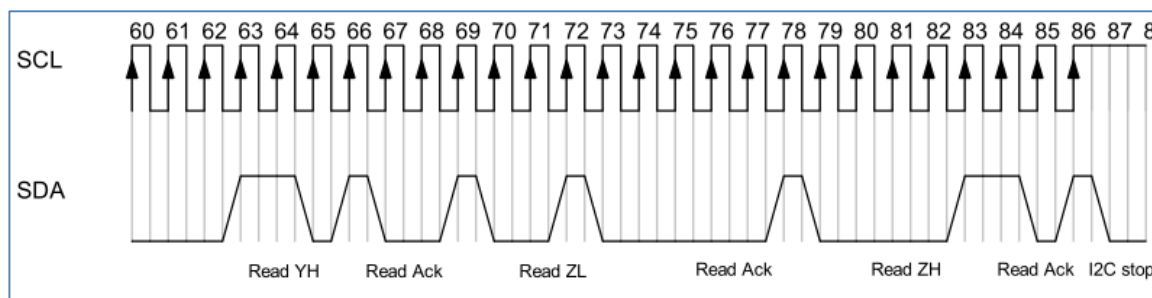 60 61 62 63 64 65 66 67 68 69 70 71 72 73 74 75 76 77 78 79 80 81 82 83 84 85 86 87 8
SCL
SDA
Read YH Read Ack Read ZL Read Ack Read ZH Read Ack I2C stop